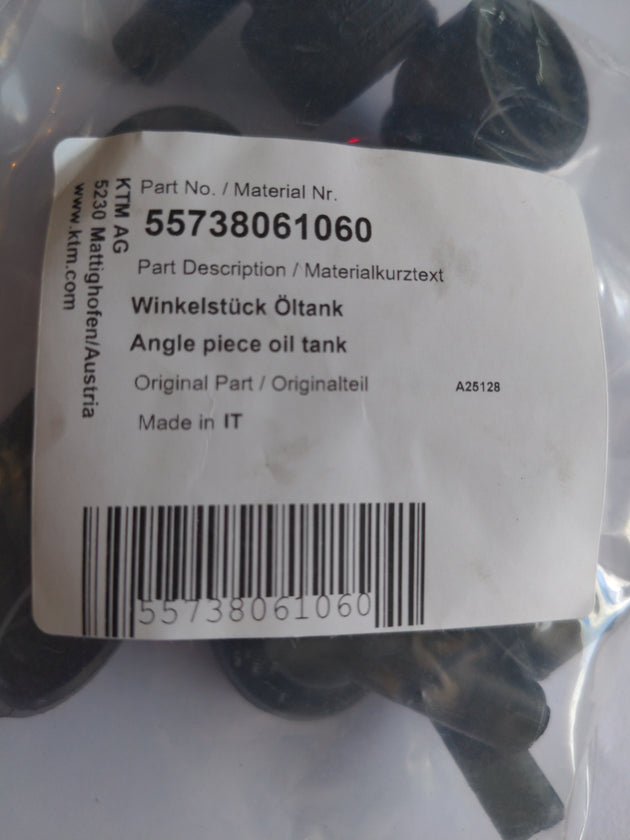 KTM AG
5230 Mattighofen/Austria
www.ktm.com
Part No. / Material Nr.
55738061060
Part Description / Materialkurztext
Winkelstück Öltank
Angle piece oil tank
Original Part / Originalteil
A25128
Made in IT
55738061060